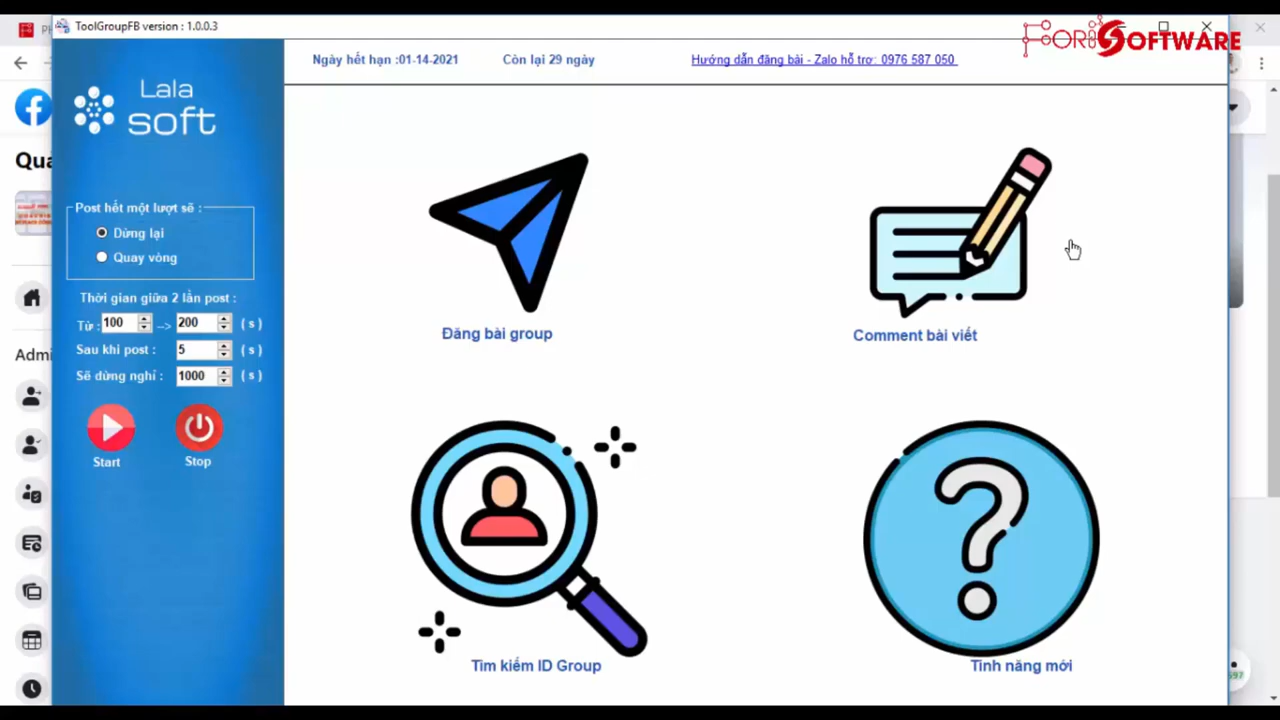 ToolGroupFB version : 1.0.0.3
FORI SOFTWARE
Ngày hết hạn :01-14-2021
Còn lại 29 ngày
Hướng dẫn đăng bài - Zalo hỗ trợ: 0976 587 050
Lala
soft
Quả
Post hết một lượt sẽ :
Dừng lại
Quay vòng
Thời gian giữa 2 lần post :
Từ : 100 --> 200 ( s )
Sau khi post : 5 ( s )
Sẽ dừng nghỉ : 1000 ( s )
Start
Stop
Admi
Đăng bài group
Comment bài viết
Tìm kiếm ID Group
Tính năng mới